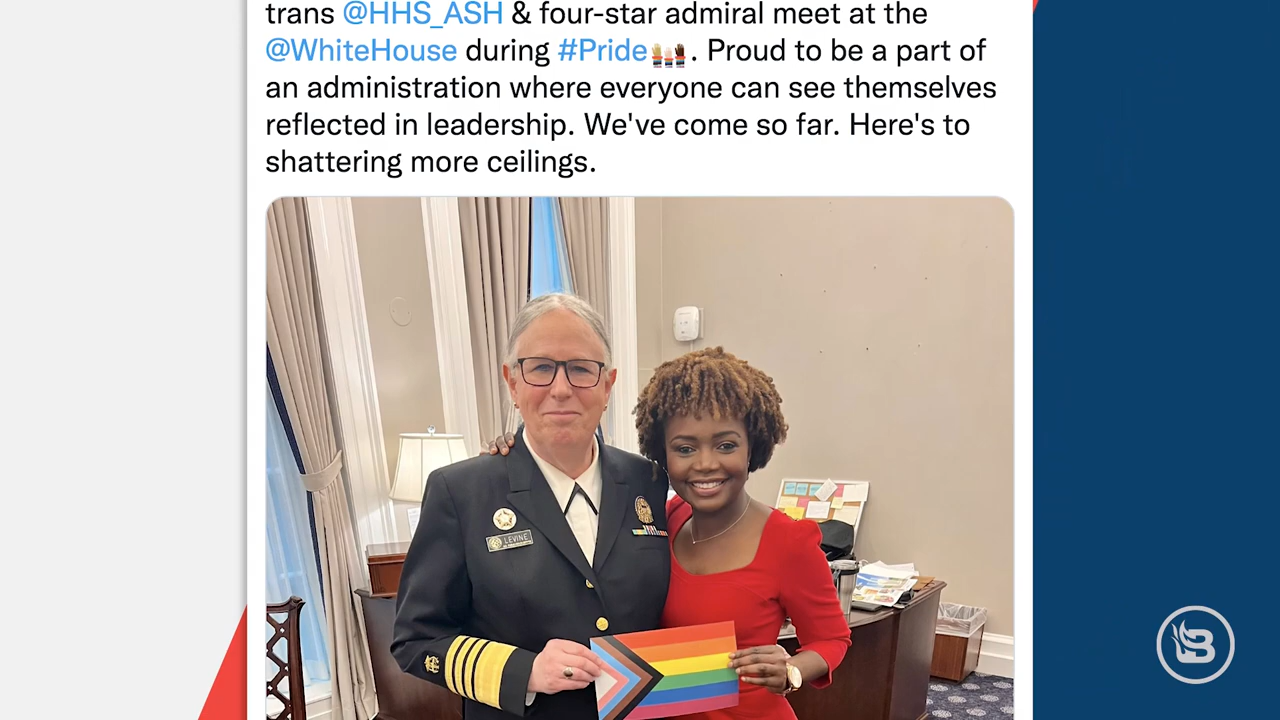 trans @HHS_ASH & four-star admiral meet at the
@WhiteHouse during #Pride. Proud to be a part of
an administration where everyone can see themselves
reflected in leadership. We've come so far. Here's to
shattering more ceilings.
LEVINE
B